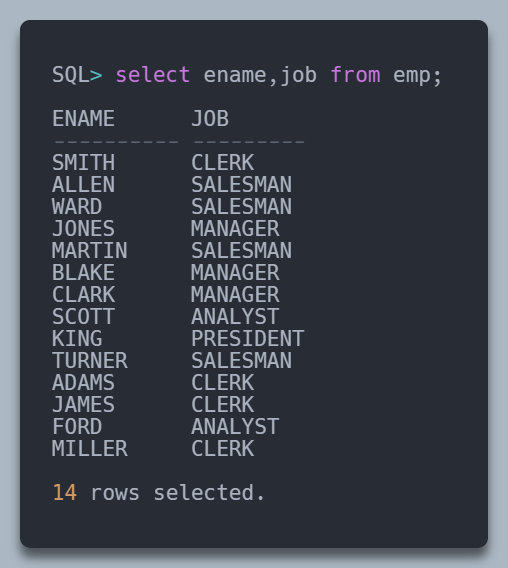 SQL> select ename,job from emp;
ENAME      JOB
---------- ---------
SMITH      CLERK
ALLEN      SALESMAN
WARD       SALESMAN
JONES      MANAGER
MARTIN     SALESMAN
BLAKE      MANAGER
CLARK      MANAGER
SCOTT      ANALYST
KING       PRESIDENT
TURNER     SALESMAN
ADAMS      CLERK
JAMES      CLERK
FORD       ANALYST
MILLER     CLERK
14 rows selected.